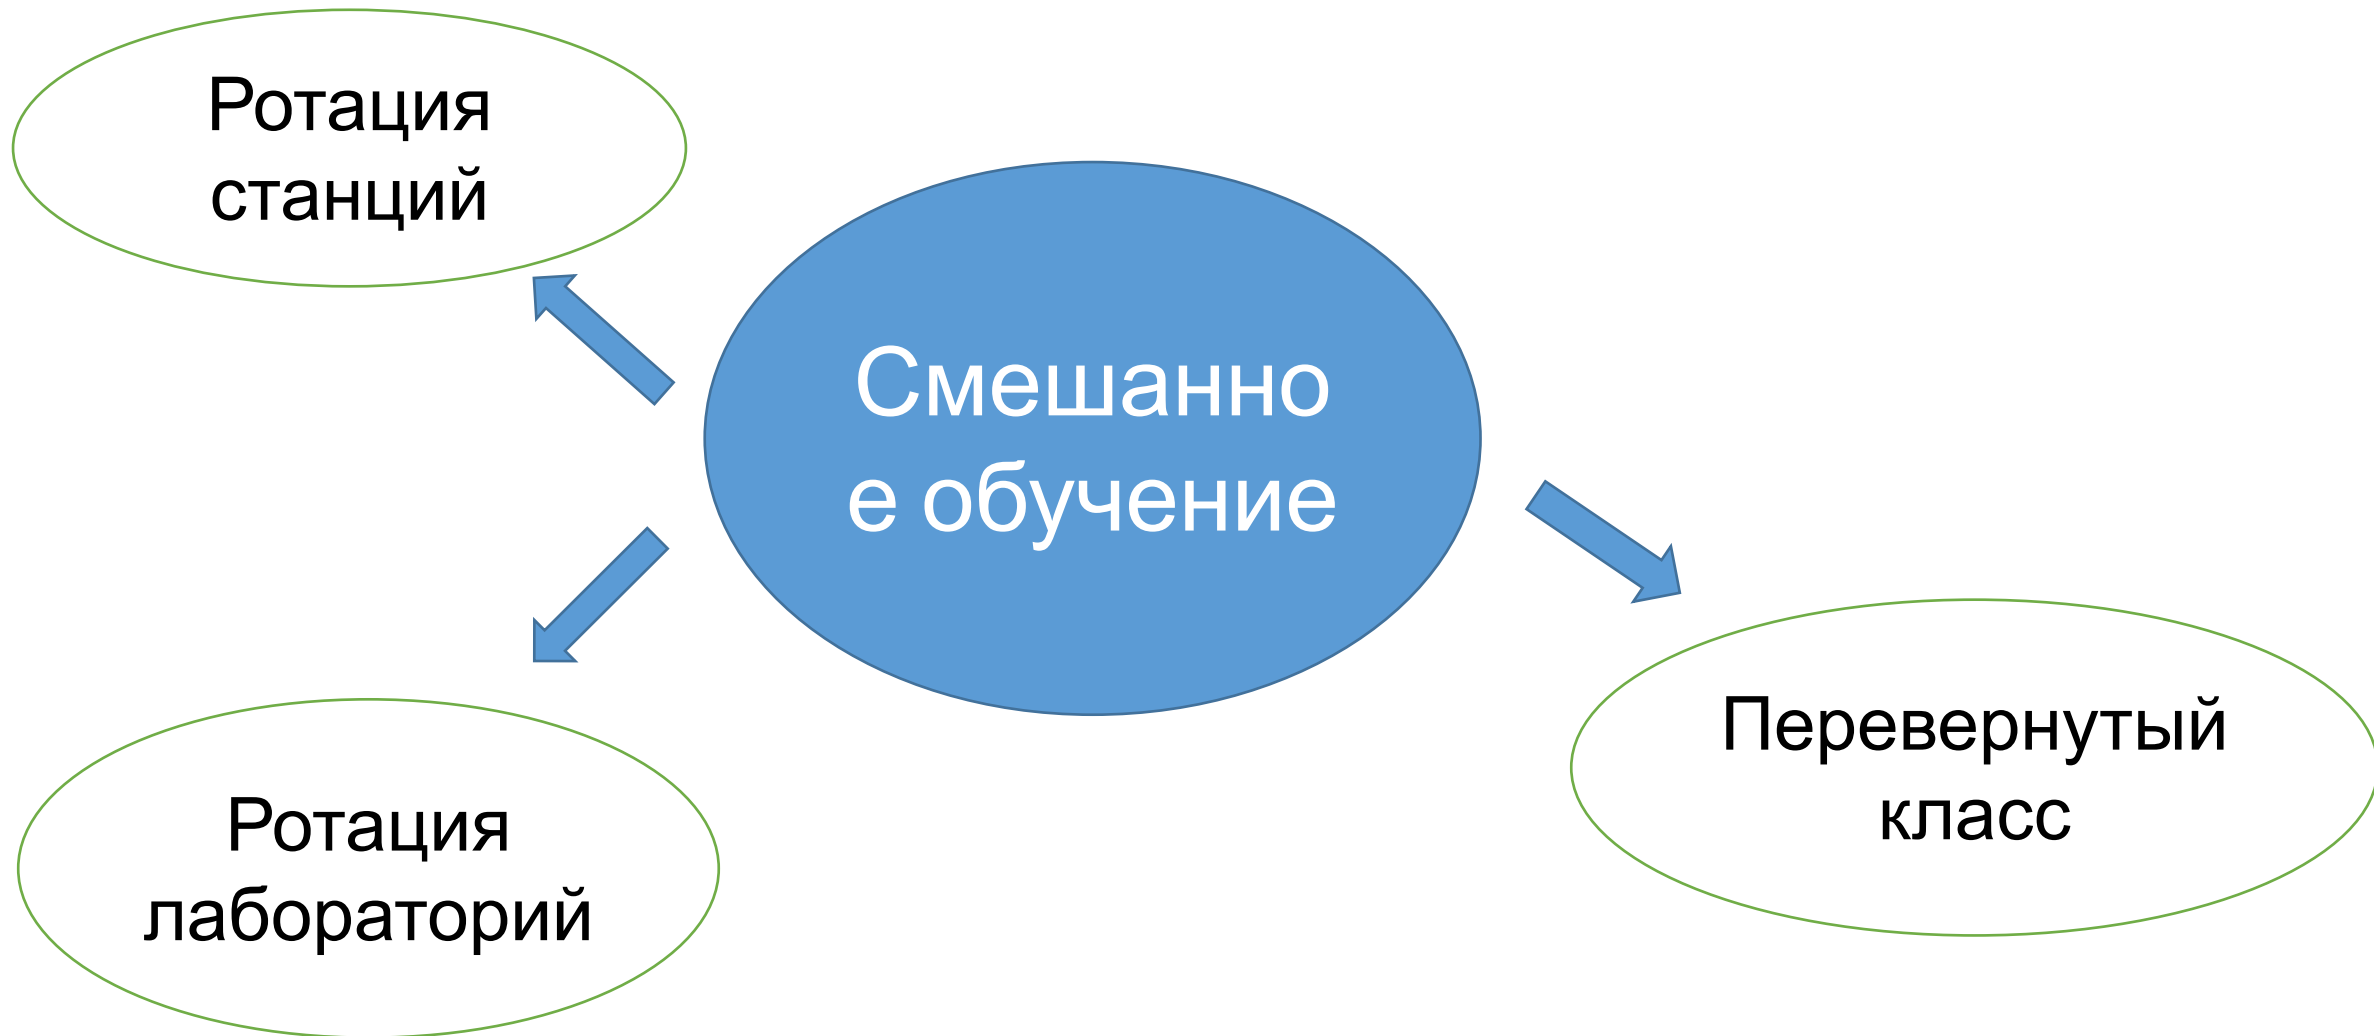 Ротация
станций
Смешанно
е обучение
Ротация
лабораторий
Перевернутый
класс